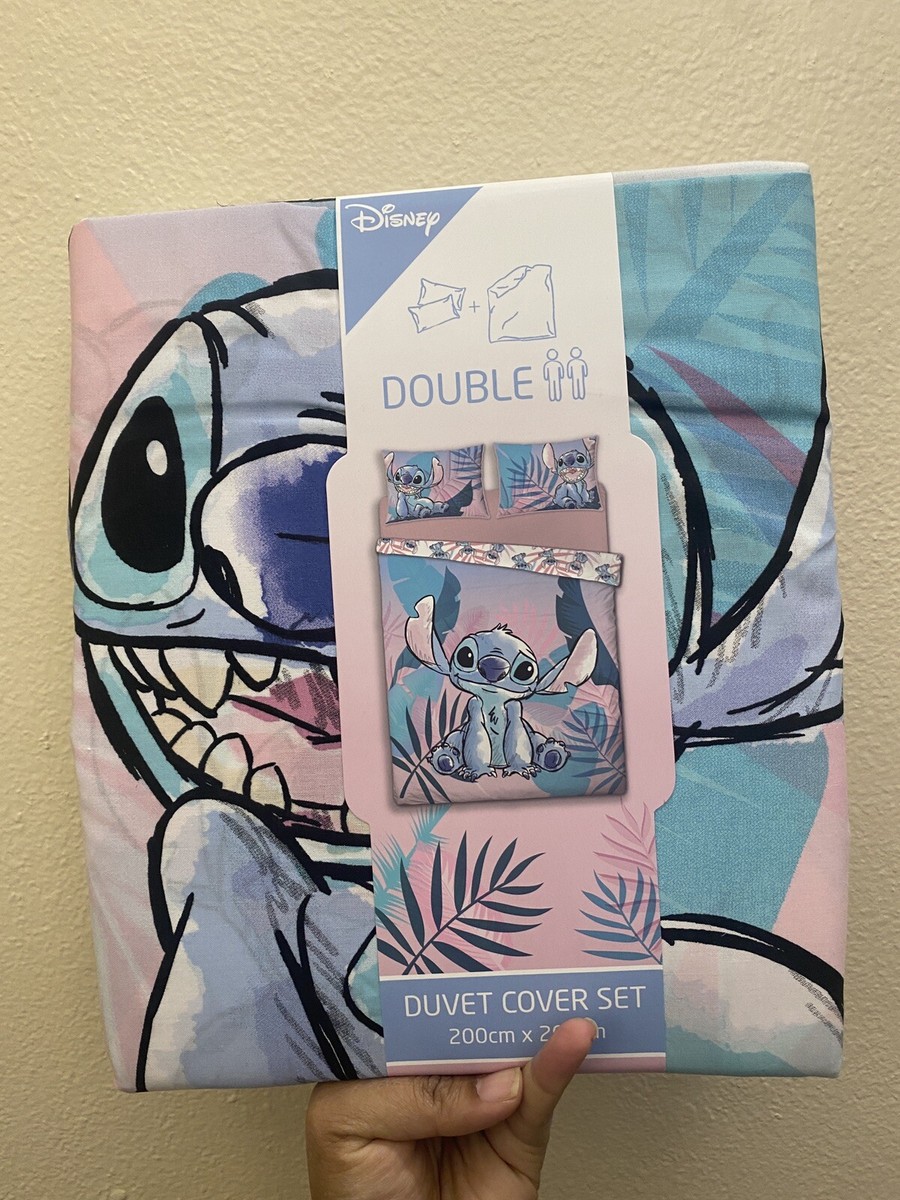 Disney
+
DOUBLE
DUVET COVER SET
200cm x